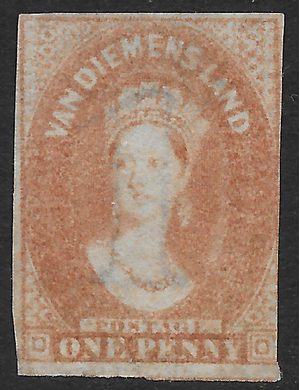 VAN DIEMENS LAND
POSTAGE
ONE PENNY